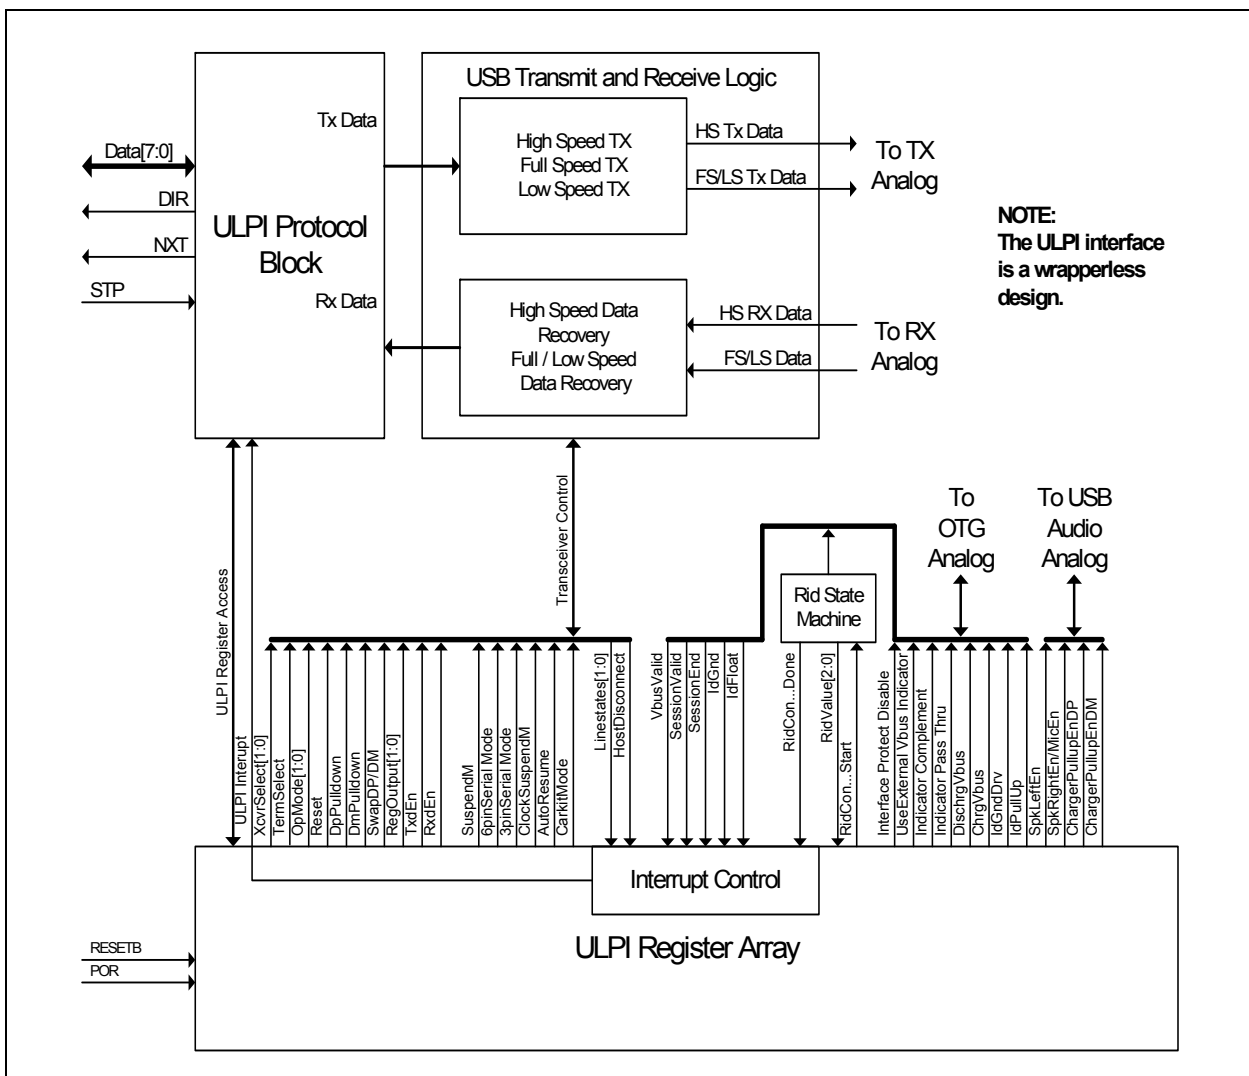 USB Transmit and Receive Logic
Tx Data
High Speed TX
Full Speed TX
Low Speed TX
HS Tx Data
FS/LS Tx Data
To TX
Analog
Data[7:0]
DIR
NXT
STP
ULPI Protocol
Block
Rx Data
High Speed Data
Recovery
Full / Low Speed
Data Recovery
HS RX Data
FS/LS Data
To RX
Analog
NOTE:
The ULPI interface
is a wrapperless
design.
ULPI Register Access
ULPI Interupt
Transceiver Control
To
OTG
Analog
To USB
Audio
Analog
Rid State
Machine
XcvrSelect[1:0]
TermSelect
OpMode[1:0]
Reset
DpPulldown
DmPulldown
SwapDP/DM
RegOutput[1:0]
TxdEn
RxdEn
SuspendM
6pinSerial Mode
3pinSerial Mode
ClockSuspendM
AutoResume
CarkitMode
Linestates[1:0]
HostDisconnect
VbusValid
SessionValid
SessionEnd
IdGnd
IdFloat
RidCon...Done
RidValue[2:0]
RidCon...Start
Interface Protect Disable
UseExternal Vbus Indicator
Indicator Complement
Indicator Pass Thru
DischrgVbus
ChrgVbus
IdGndDrv
IdPullUp
SpkLeftEn
SpkRightEn/MicEn
ChargerPullupEnDP
ChargerPullupEnDM
Interrupt Control
ULPI Register Array
RESETB
POR